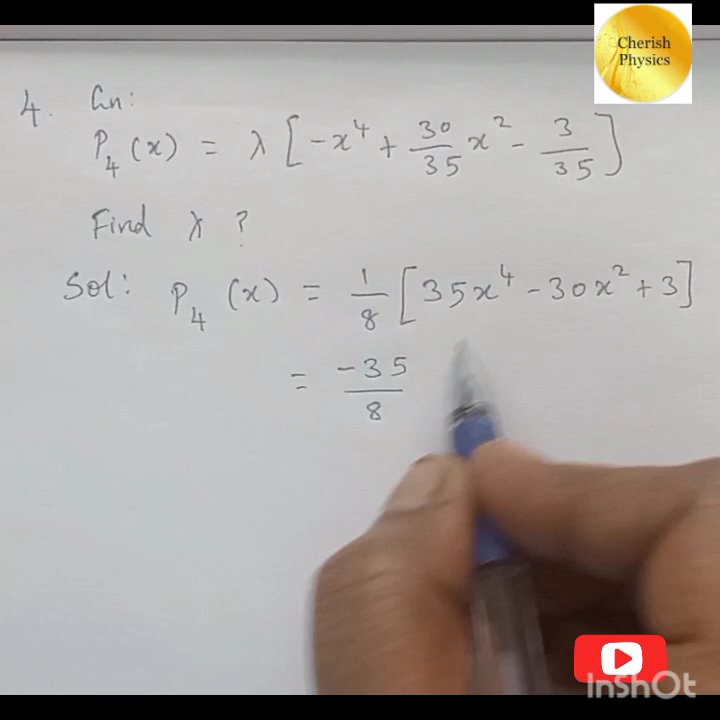 Cherish
Physics
4. Gn:
P₄(x) = λ [-x⁴ + 30/35 x² - 3/35]
Find λ ?
Sol: P₄ (x) = 1/8 [35x⁴ - 30x² + 3]
= -35/8
InShOt